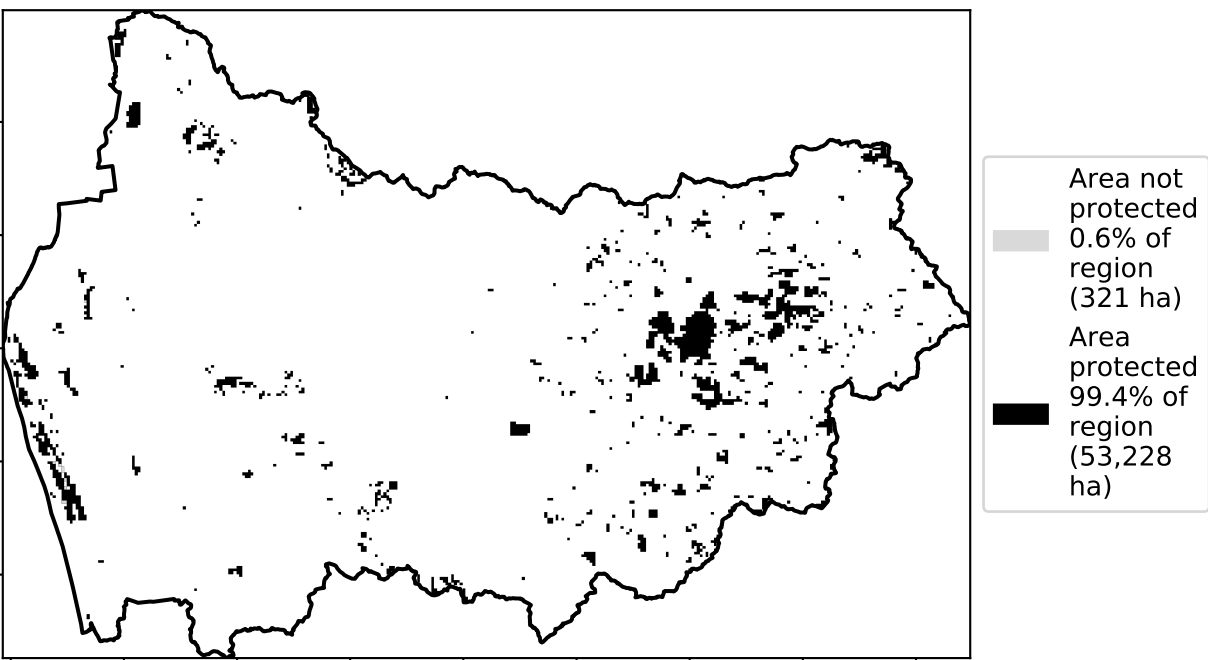 Area not
protected
0.6% of
region
(321 ha)
Area
protected
99.4% of
region
(53,228
ha)